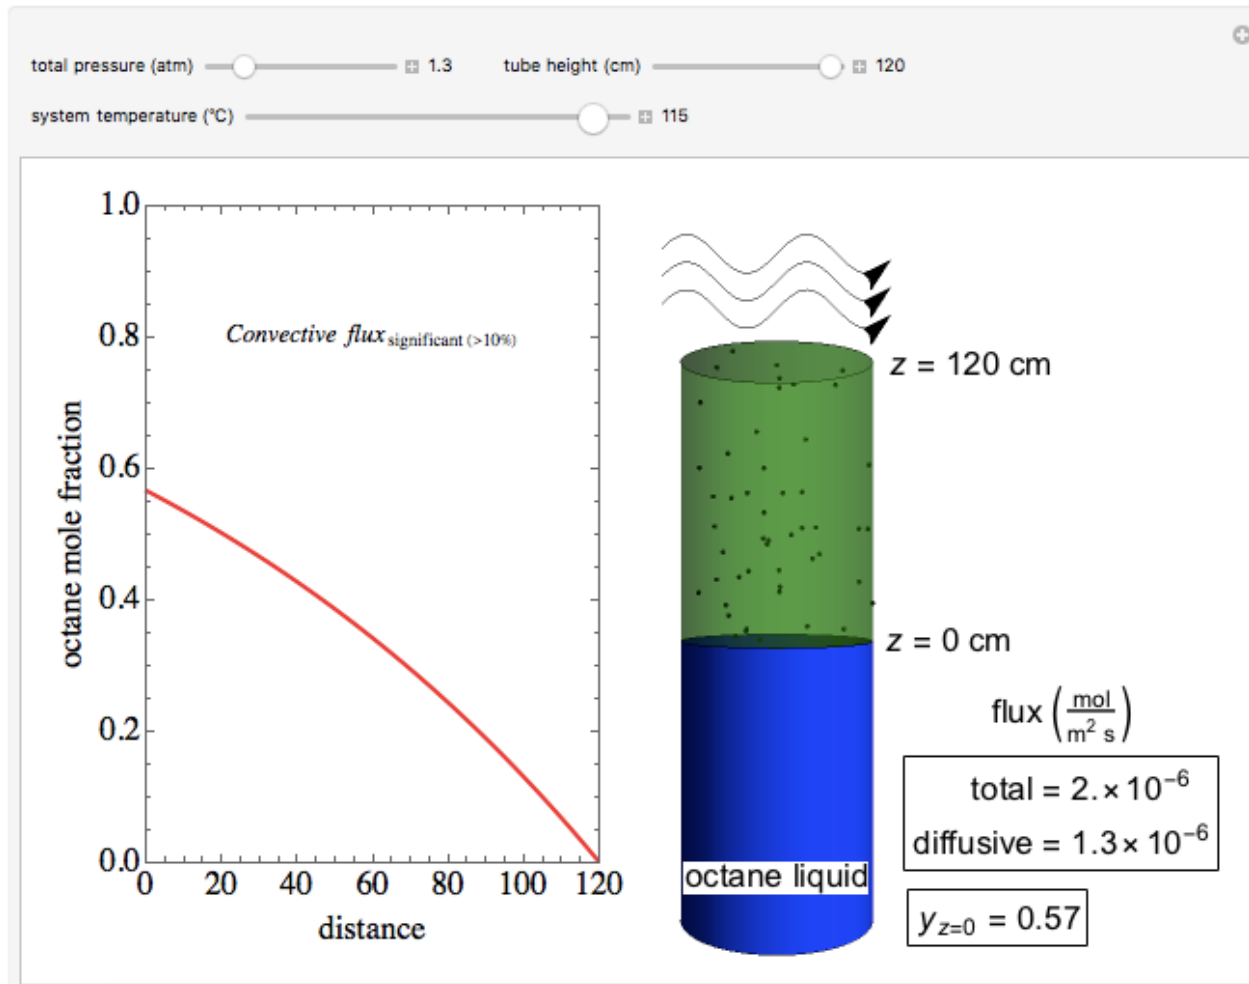 total pressure (atm) 1.3 tube height (cm) 120
system temperature (°C) 115
1.0
0.8
0.6
0.4
0.2
0.0
octane mole fraction
Convective flux significant (>10%)
0 20 40 60 80 100 120
distance
z = 120 cm
z = 0 cm
octane liquid
flux (mol/m² s)
total = 2. × 10⁻⁶
diffusive = 1.3 × 10⁻⁶
y z=0 = 0.57